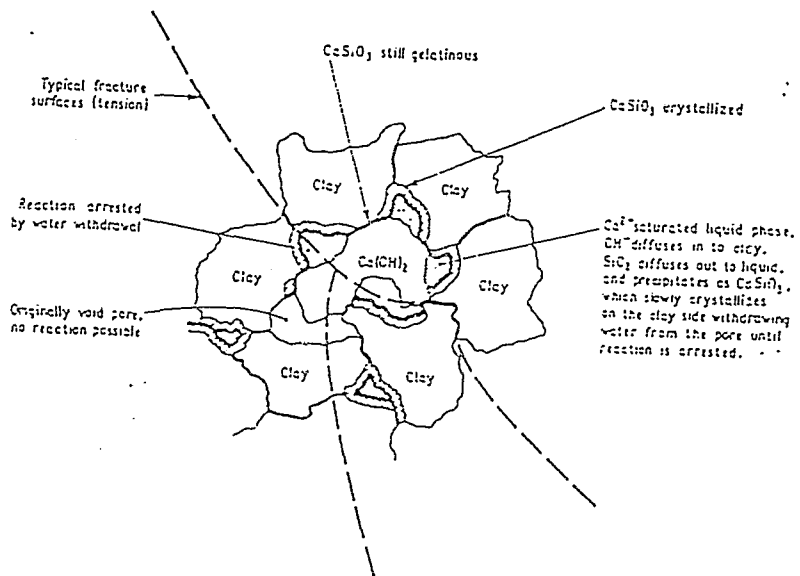 CaSiO₃ still gelatinous
Typical fracture
surfaces (tension)
CaSiO₃ crystallized
Clay
Clay
Reaction arrested
by water withdrawal
Ca²⁺ saturated liquid phase.
OH⁻ diffuses in to clay.
SiO₂ diffuses out to liquid.
and precipitates as CaSiO₃,
which slowly crystallizes
on the clay side withdrawing
water from the pore until
reaction is arrested.
Ca(OH)₂
Clay
Clay
Originally void pore,
no reaction possible
Clay
Clay